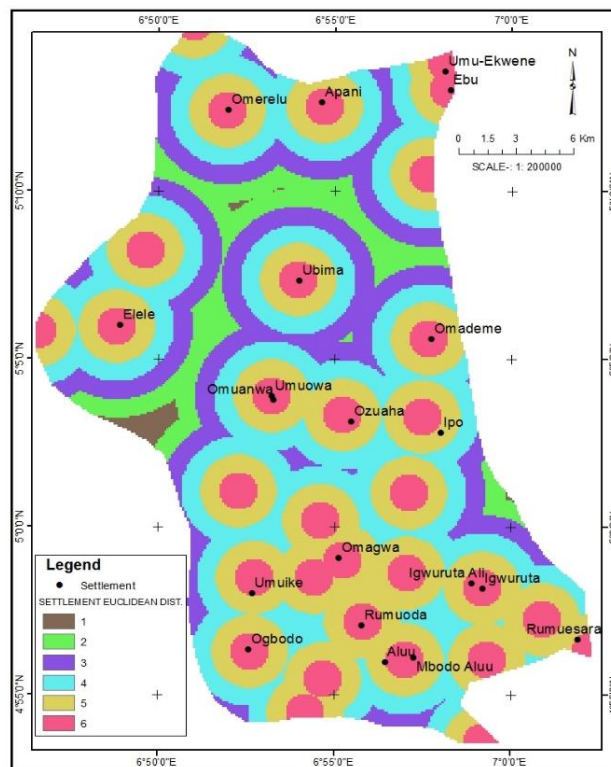 6°50'0"E 6°55'0"E 7°0'0"E
Umu-Ekwene
Ebu
N
Omerelu
Apani
6 1.5 3 6 Km
SCALE-: 1: 200000
5°10'0"N
Ubima
Elele
Omademe
5°5'0"N
Omuanwa
Umuowa
Ozuaha
Ipo
5°0'0"N
Omagwa
Igwuruta Ali
Igwuruta
Umuike
Rumuoda
Rumuesara
Ogbodo
Aluu
Mbodo Aluu
4°55'0"N
Legend
Settlement
SETTLEMENT EUCLIDEAN DIST.
1
2
3
4
5
6
6°50'0"E 6°55'0"E 7°0'0"E